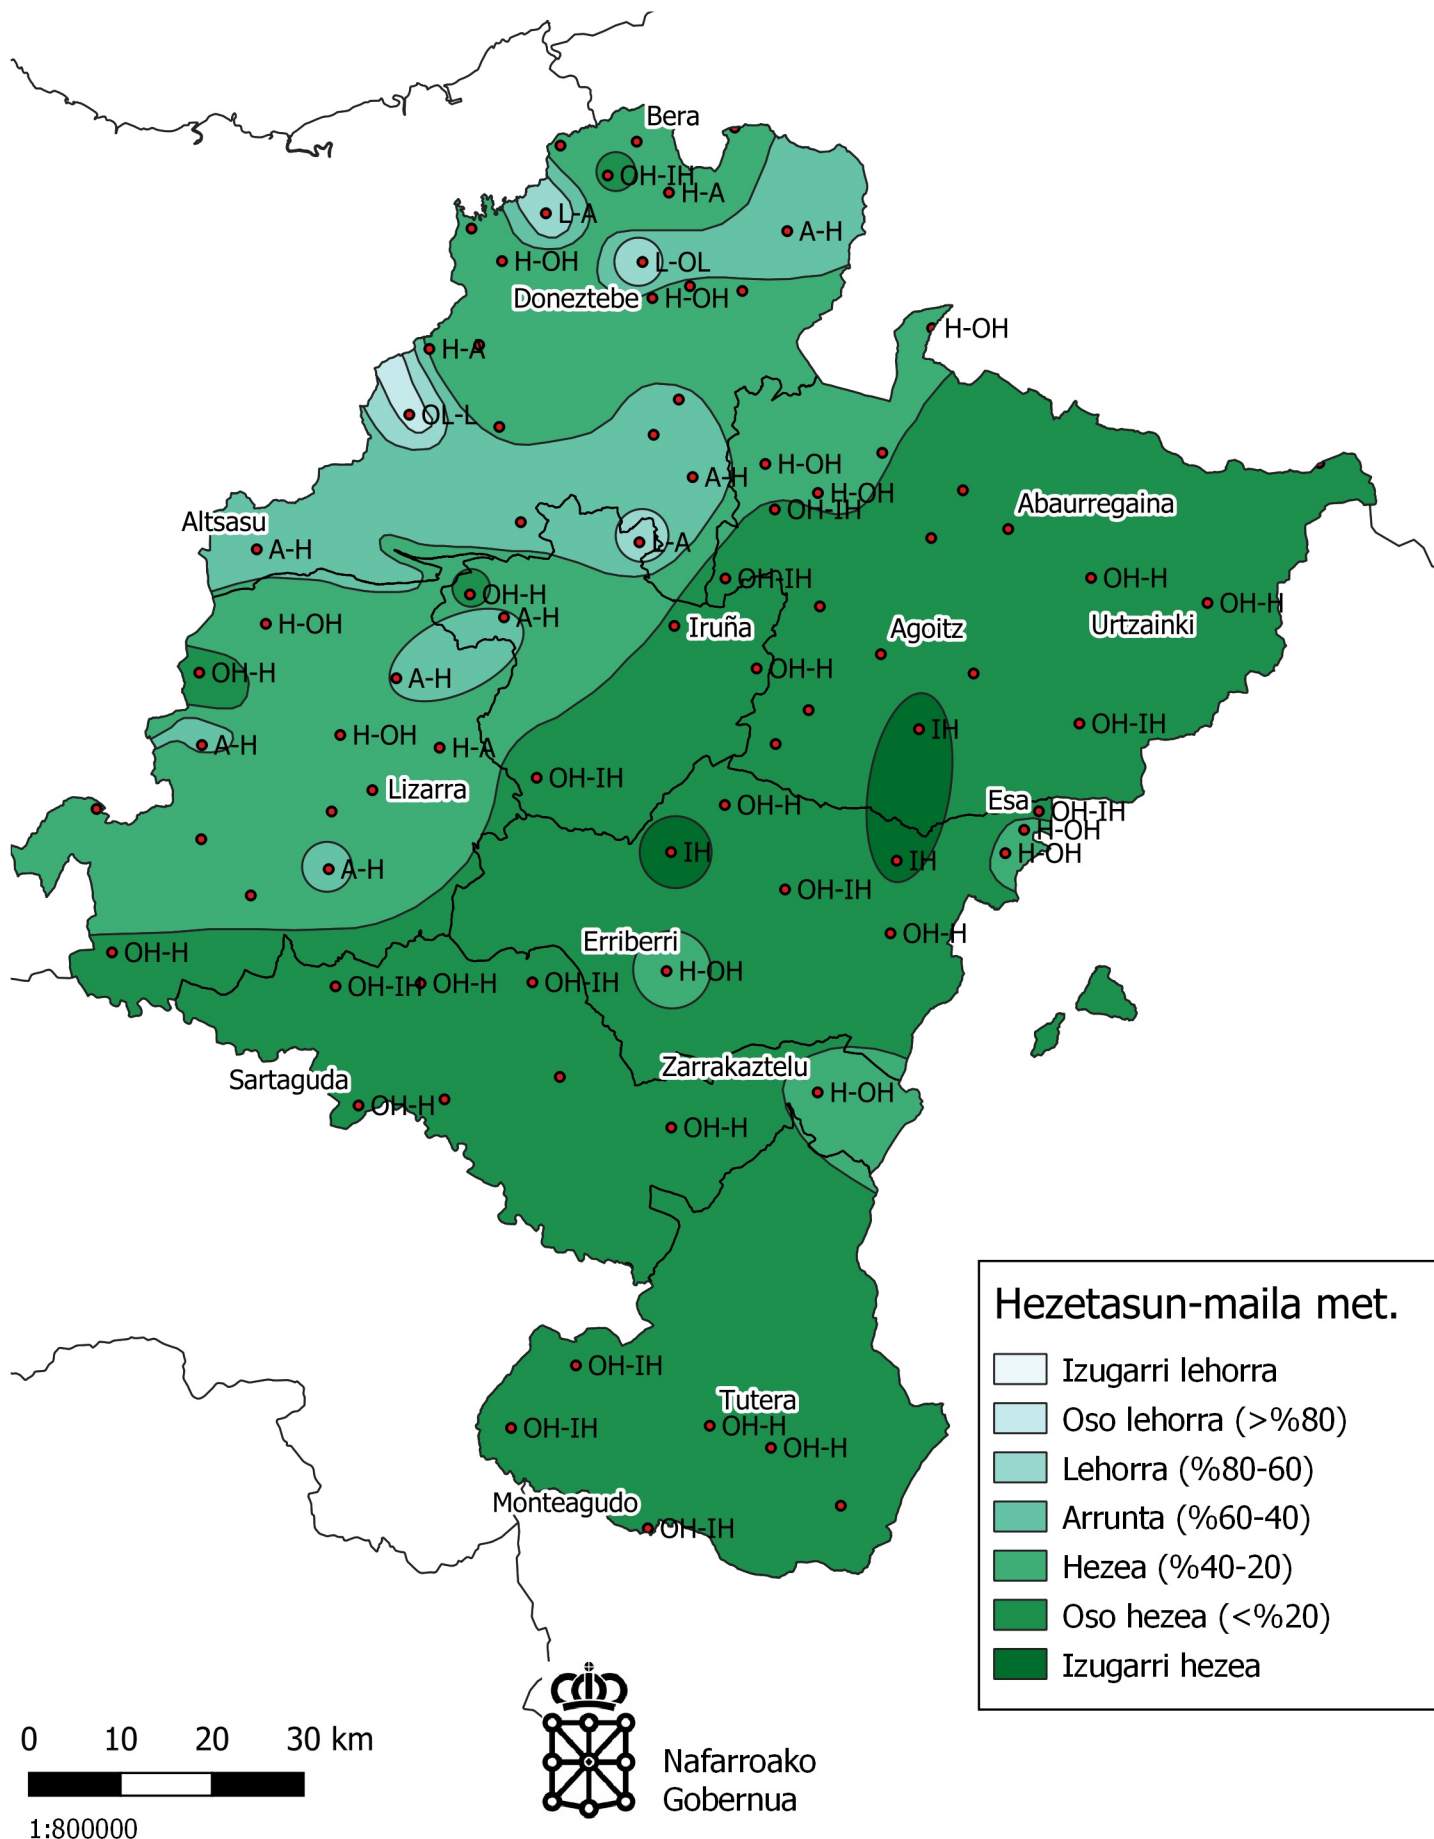 Bera
OH-IH
H-A
L-A
A-H
H-OH
L-OL
Doneztebe
H-OH
H-OH
H-A
OL-L
H-OH
A-H
H-OH
Abaurregaina
OH-IH
Altsasu
A-H
L-A
OH-IH
OH-H
OH-H
OH-H
A-H
H-OH
Iruña
Agoitz
Urtzainki
OH-H
OH-H
A-H
OH-IH
IH
H-OH
A-H
H-A
OH-IH
Lizarra
Esa
OH-H
OH-IH
H-OH
IH
H-OH
IH
A-H
OH-IH
OH-H
Erriberri
OH-H
H-OH
OH-IH
OH-H
OH-IH
Zarrakaztelu
Sartaguda
H-OH
OH-H
OH-H
Hezetasun-maila met.
Izugarri lehorra
Oso lehorra (>%80)
Lehorra (%80-60)
Arrunta (%60-40)
Hezea (%40-20)
Oso hezea (<%20)
Izugarri hezea
OH-IH
Tutera
OH-IH
OH-H
OH-H
Monteagudo
OH-IH
0 10 20 30 km
1:800000
Nafarroako
Gobernua